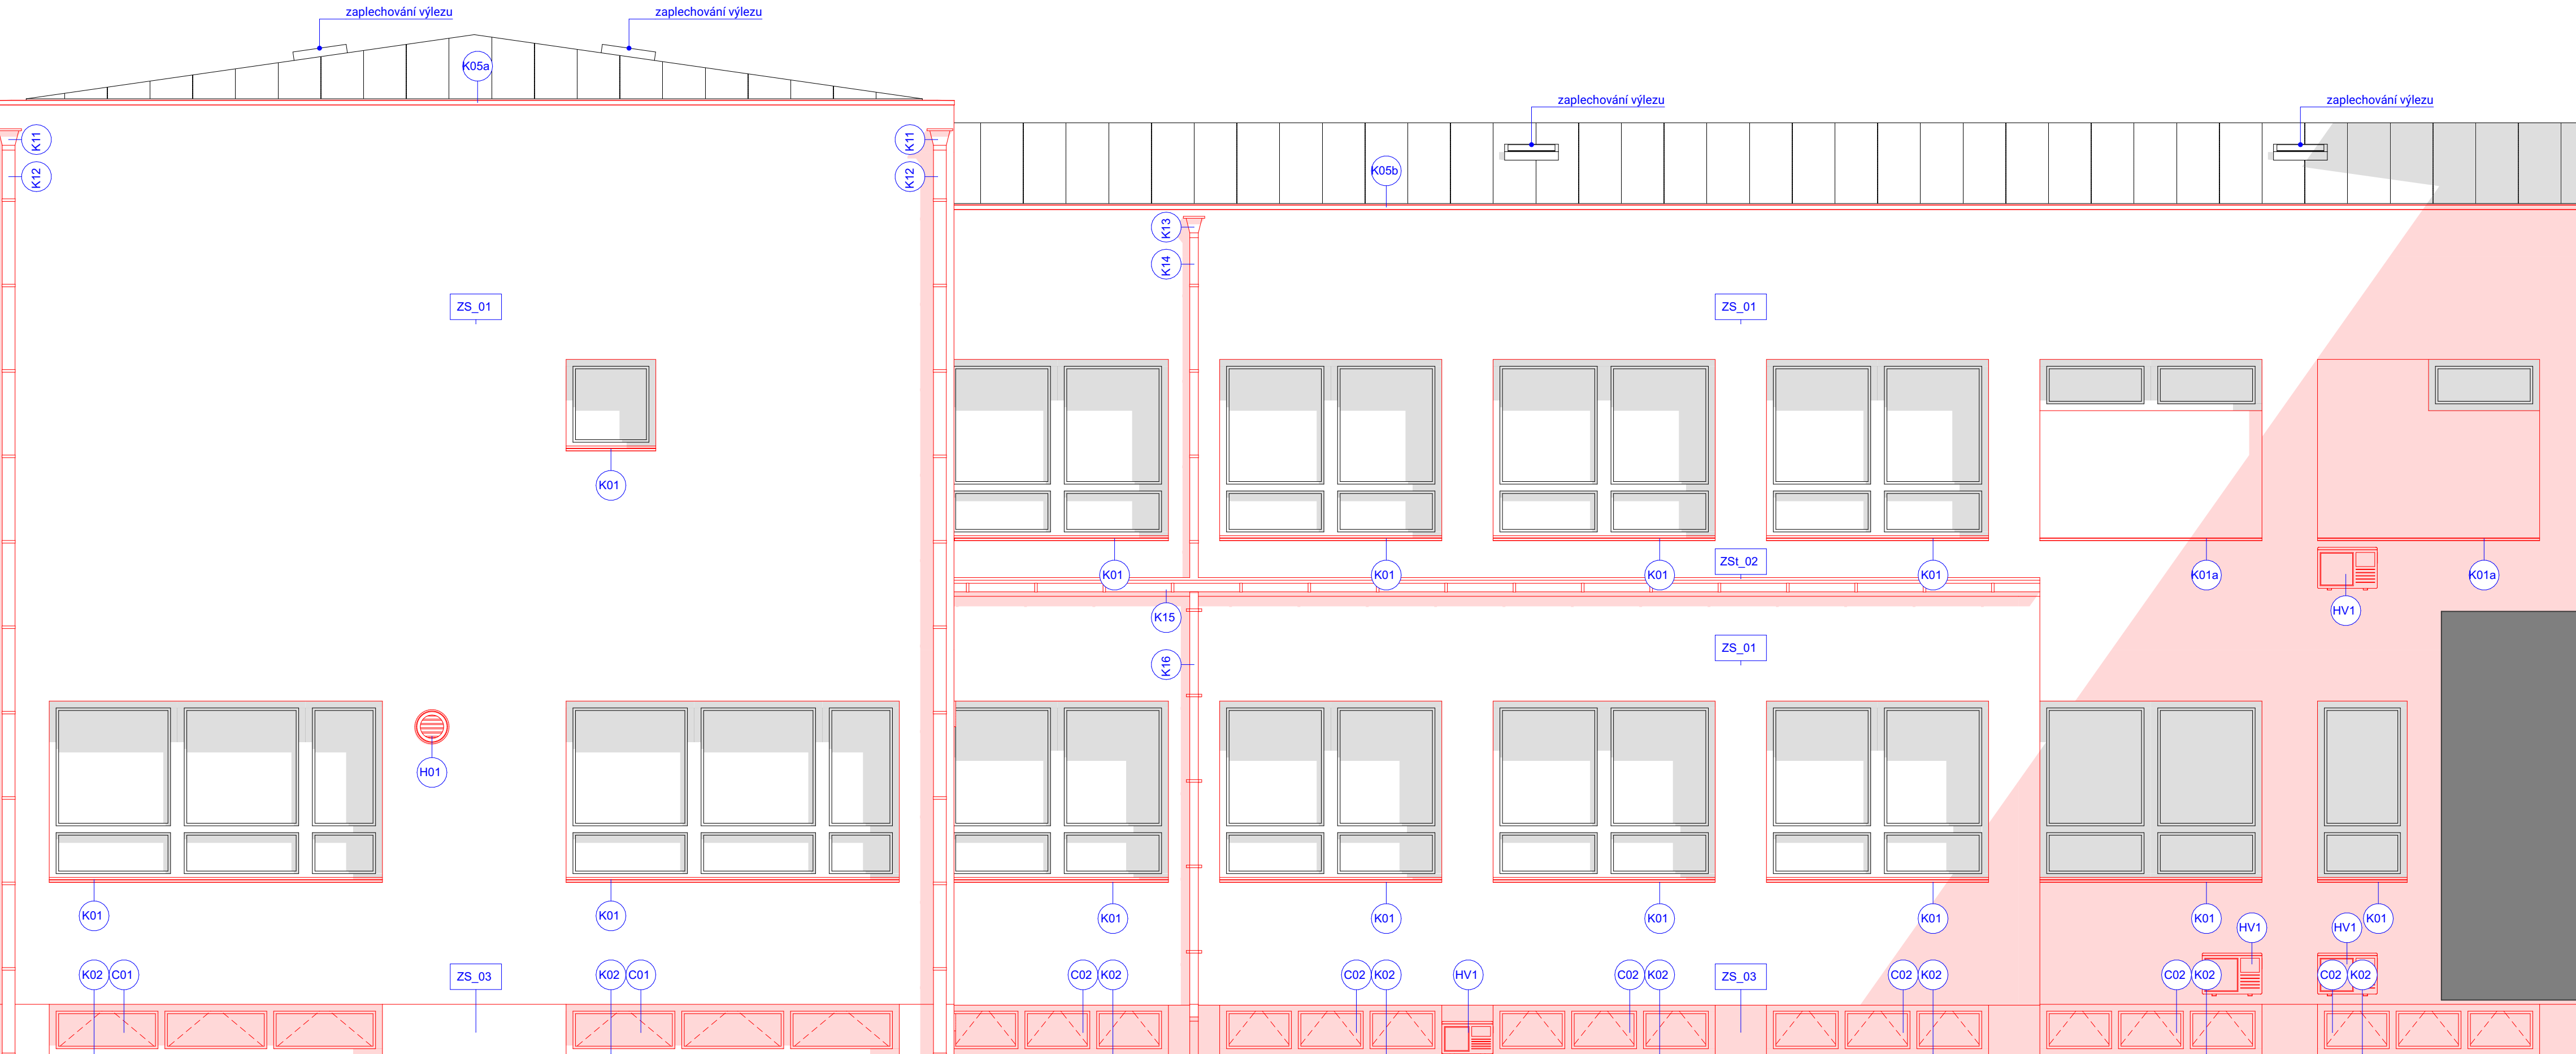 zaplechování výlezu
zaplechování výlezu
K05a
zaplechování výlezu
zaplechování výlezu
K11
K11
K12
K12
K05b
K13
K14
ZS_01
ZS_01
K01
K01
K01
K01
K01
ZSt_02
K01a
K01a
HV1
K15
ZS_01
K16
H01
K01
K01
K01
K01
K01
K01
K01
K01
HV1
HV1
K02
C01
K02
C01
ZS_03
C02
K02
C02
K02
HV1
C02
K02
ZS_03
C02
K02
C02
K02
C02
K02